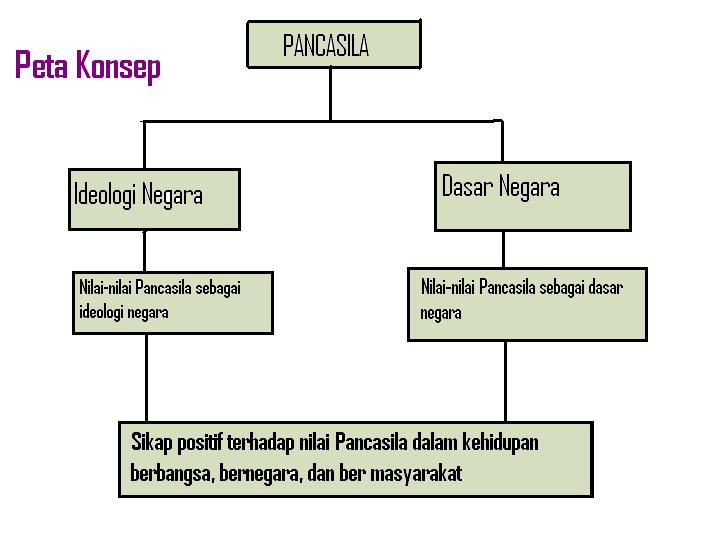 PANCASILA
Peta Konsep
Ideologi Negara
Dasar Negara
Nilai-nilai Pancasila sebagai
ideologi negara
Nilai-nilai Pancasila sebagai dasar
negara
Sikap positif terhadap nilai Pancasila dalam kehidupan
berbangsa, bernegara, dan ber masyarakat